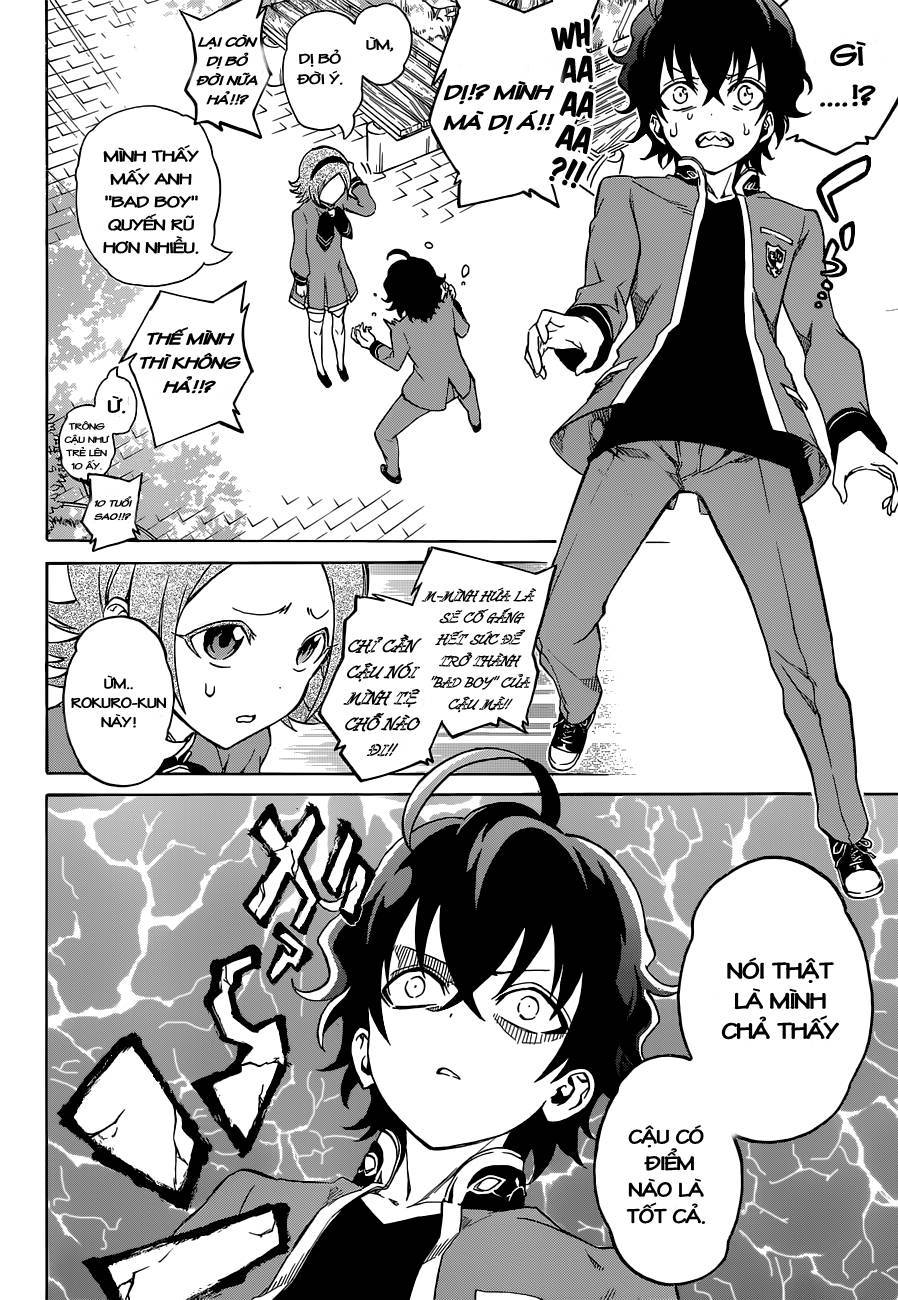 GÌ
.....!?
WH
AA
AA
ÁA
?!!
DỊ!? MÌNH
MÀ DỊ Á!!
ỪM,
DỊ BỎ
ĐỜI Ý.
LẠI CÒN
DỊ BỎ
ĐỜI NỮA
HẢ!!?
MÌNH THẤY
MẤY ANH
"BAD BOY"
QUYẾN RŨ
HƠN NHIỀU.
THẾ MÌNH
THÌ KHÔNG
HẢ!!?
Ừ.
TRÔNG
CẬU NHƯ
TRẺ LÊN
10 ẤY.
10 TUỔI
SAO!!?
M-MÌNH HỨA LÀ
SẼ CỐ GẮNG
HẾT SỨC ĐỂ
TRỞ THÀNH
"BAD BOY" CỦA
CẬU MÀ!!
CHỈ CẦN
CẬU NÓI
MÌNH TỆ
CHỖ NÀO
ĐI!!
ỪM..
ROKURO-KUN
NÀY!
NÓI THẬT
LÀ MÌNH
CHẢ THẤY
CẬU CÓ
ĐIỂM
NÀO LÀ
TỐT CẢ.